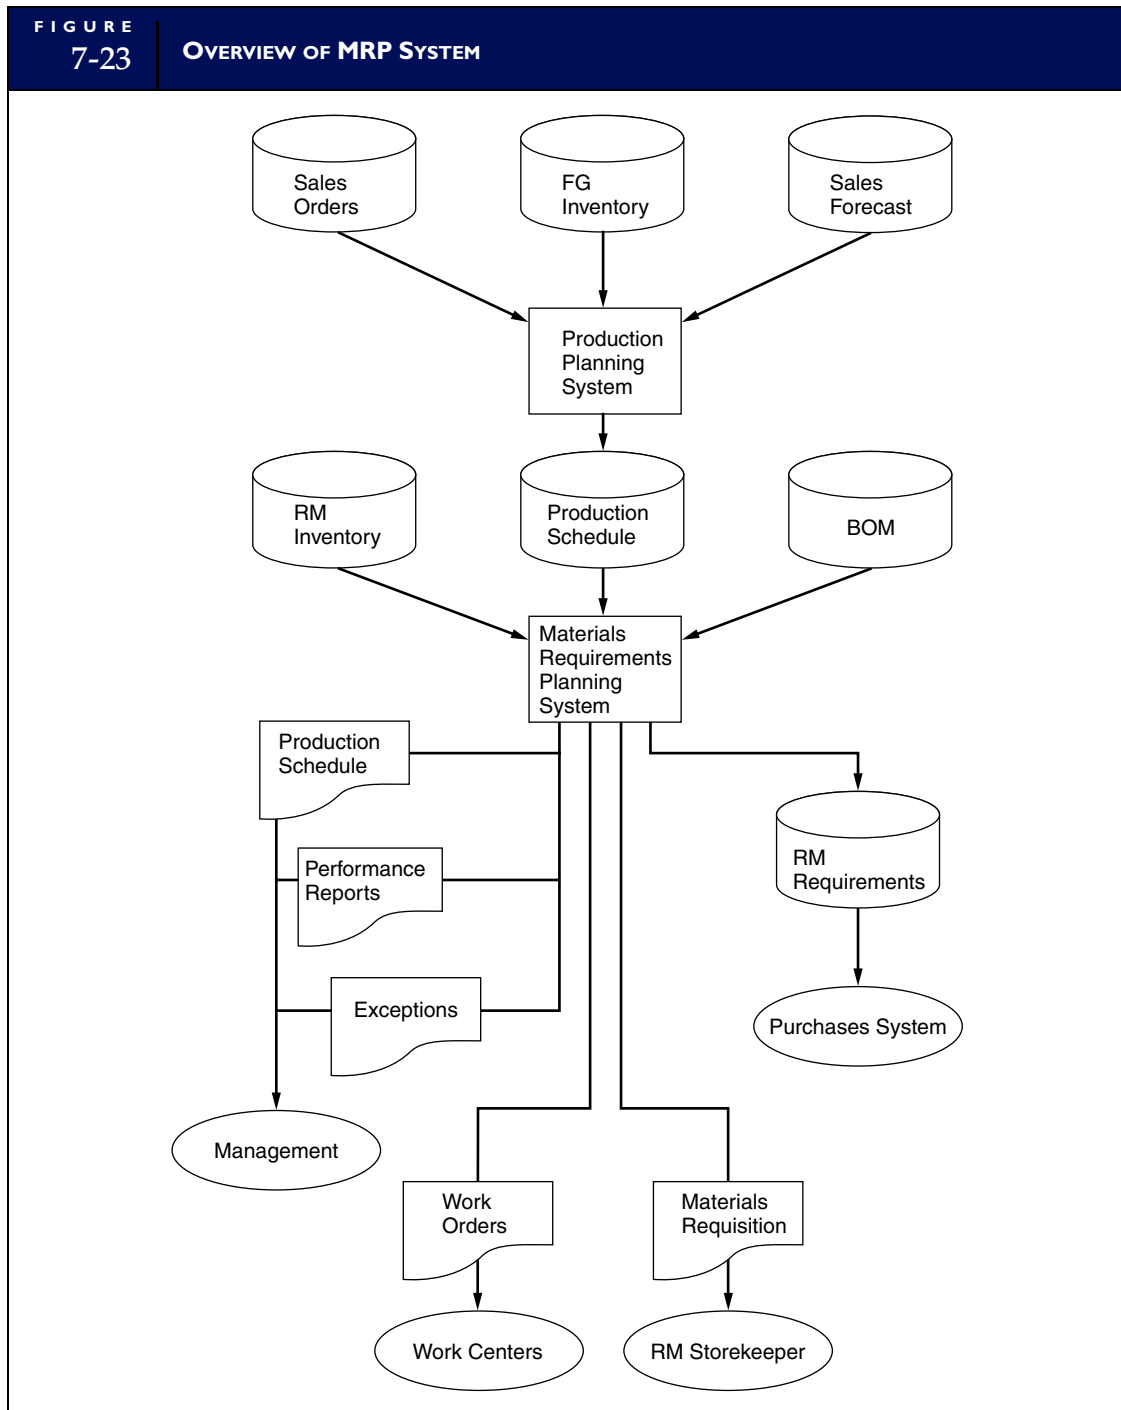 FIGURE
7-23
OVERVIEW OF MRP SYSTEM
Sales
Orders
FG
Inventory
Sales
Forecast
Production
Planning
System
RM
Inventory
Production
Schedule
BOM
Materials
Requirements
Planning
System
Production
Schedule
Performance
Reports
Exceptions
RM
Requirements
Purchases System
Management
Work
Orders
Materials
Requisition
Work Centers
RM Storekeeper